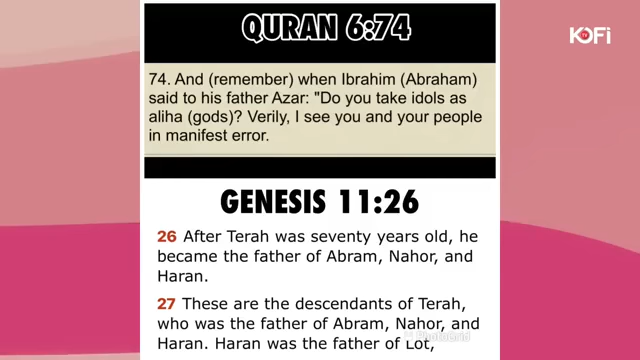 QURAN 6:74
KOFi
TV
74. And (remember) when Ibrahim (Abraham)
said to his father Azar: "Do you take idols as
aliha (gods)? Verily, I see you and your people
in manifest error.
GENESIS 11:26
26 After Terah was seventy years old, he
became the father of Abram, Nahor, and
Haran.
27 These are the descendants of Terah,
who was the father of Abram, Nahor, and
Haran. Haran was the father of Lot,
PhotoGrid